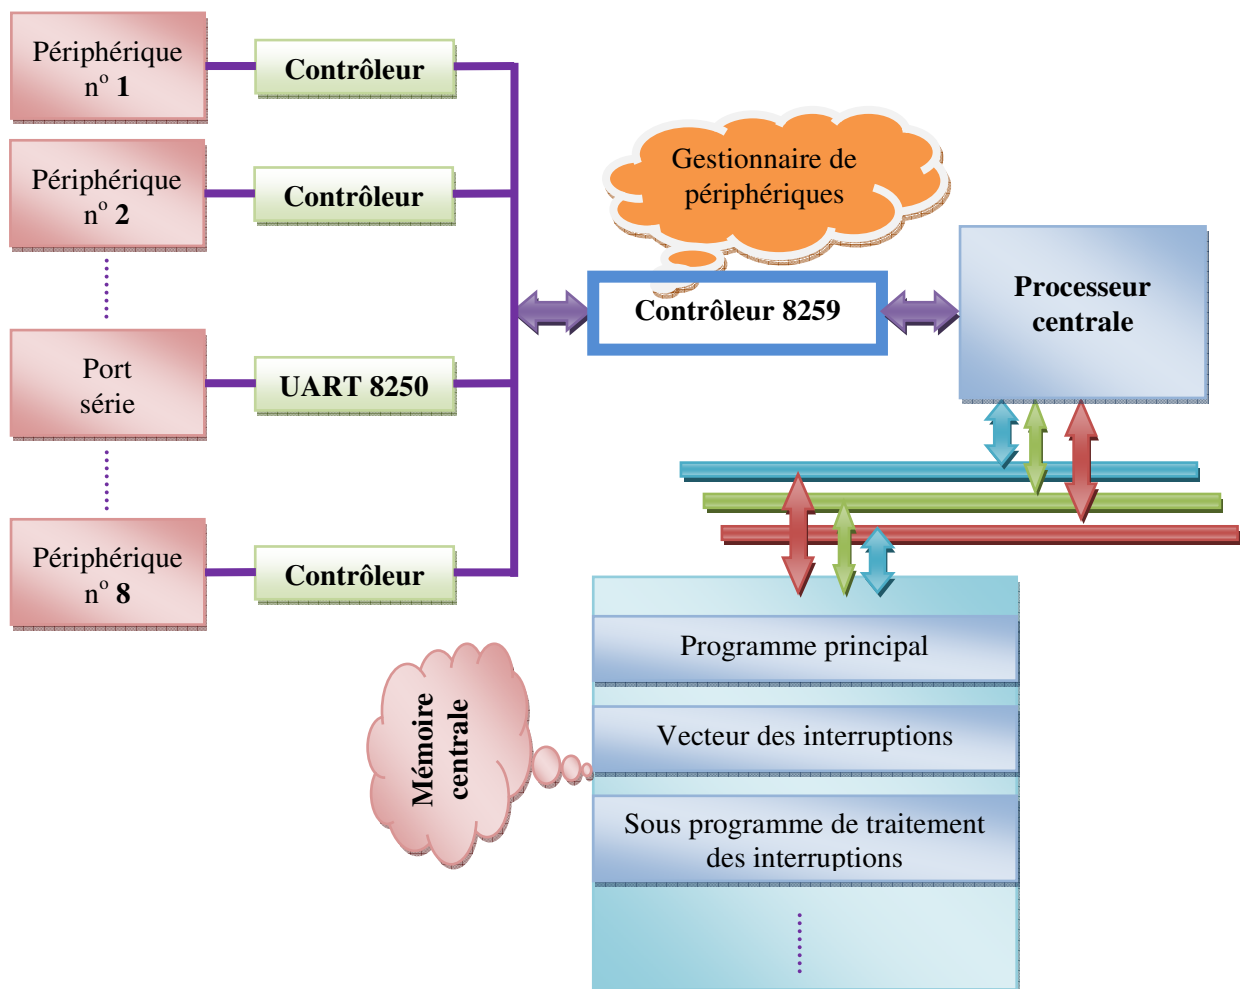 Périphérique
n° 1
Contrôleur
Périphérique
n° 2
Contrôleur
Port
série
UART 8250
Périphérique
n° 8
Contrôleur
Gestionnaire de
périphériques
Contrôleur 8259
Processeur
centrale
Mémoire
centrale
Programme principal
Vecteur des interruptions
Sous programme de traitement
des interruptions